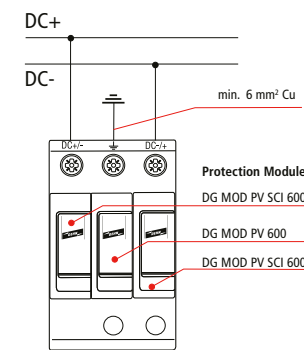 DC+
DC-
min. 6 mm² Cu
DC+/-
DC-/+
Protection Module
DG MOD PV SCI 600
DG MOD PV 600
DG MOD PV SCI 600